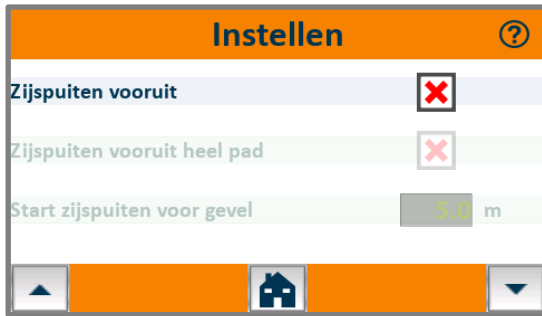 Instellen ?
Zijspuiten vooruit
Zijspuiten vooruit heel pad
Start zijspuiten voor gevel 5,0 m